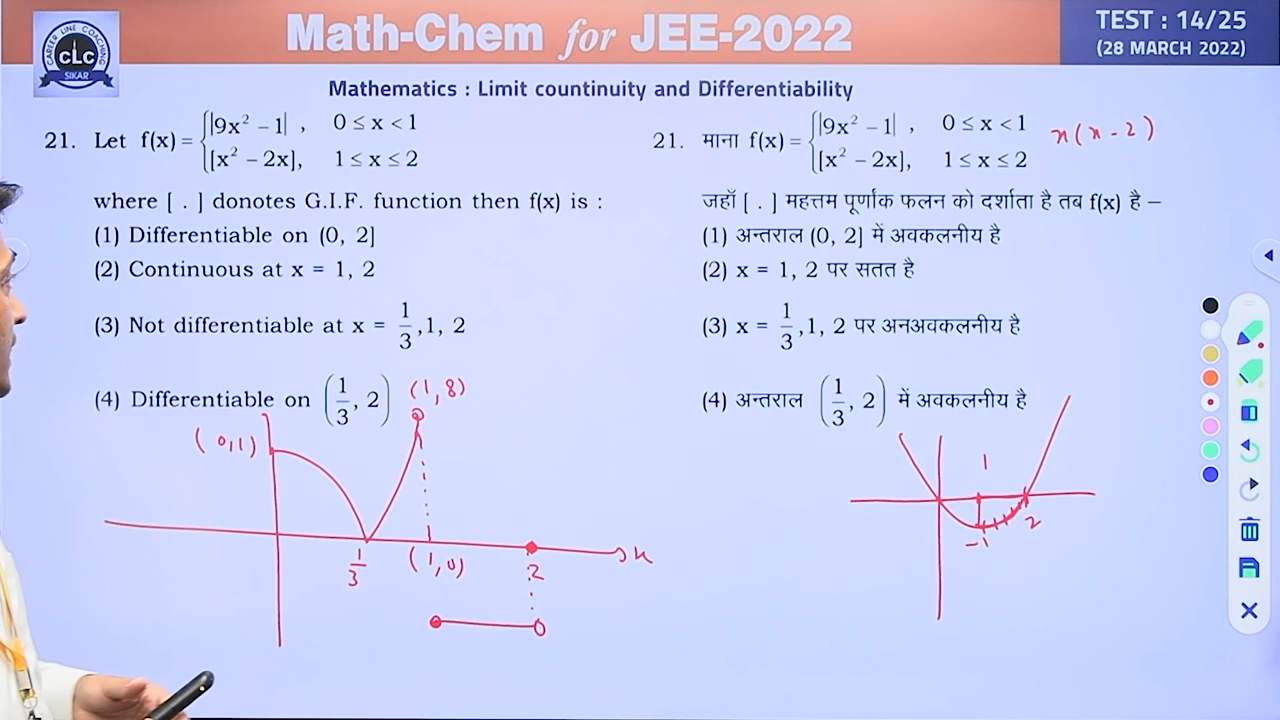 CAREER LINE COACHING
CLC
SIKAR
Math-Chem for JEE-2022
TEST : 14/25
(28 MARCH 2022)
Mathematics : Limit countinuity and Differentiability
21. Let f(x) = {|9x² − 1| , 0 ≤ x < 1
[x² − 2x], 1 ≤ x ≤ 2
where [ . ] donotes G.I.F. function then f(x) is :
(1) Differentiable on (0, 2]
(2) Continuous at x = 1, 2
(3) Not differentiable at x = 1/3, 1, 2
(4) Differentiable on (1/3, 2)
(1, 8)
(0,1)
1/3
(1, 0)
2
x
21. माना f(x) = {|9x² − 1| , 0 ≤ x < 1
[x² − 2x], 1 ≤ x ≤ 2
x(x-2)
जहाँ [ . ] महत्तम पूर्णाक फलन को दर्शाता है तब f(x) है –
(1) अन्तराल (0, 2] में अवकलनीय है
(2) x = 1, 2 पर सतत है
(3) x = 1/3, 1, 2 पर अनअवकलनीय है
(4) अन्तराल (1/3, 2) में अवकलनीय है
1
2
-1